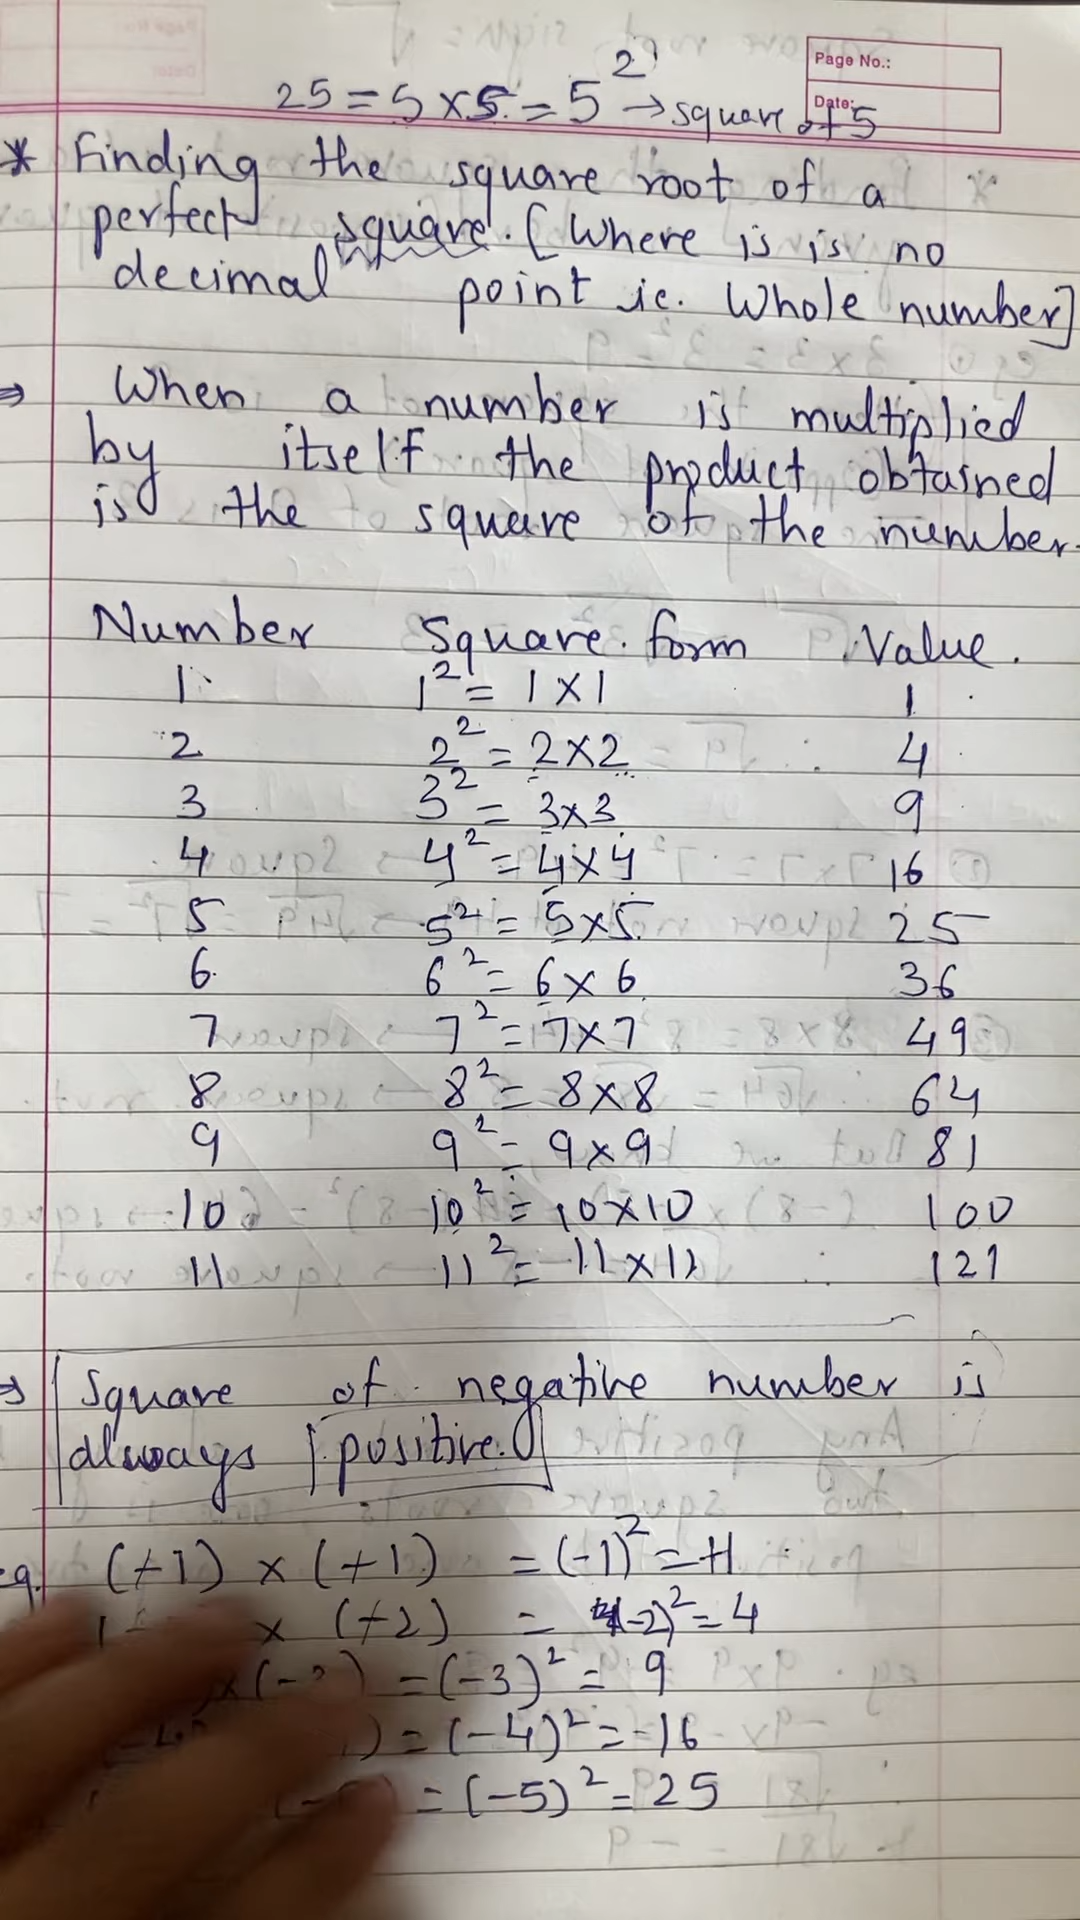 Page No.:
Date:
25 = 5 × 5 = 5² → square of 5
* Finding the square root of a
perfect square. [Where is is no
decimal point ie. Whole number]
⇒ When a number is multiplied
by itself the product obtained
is the square of the number.
Number Square form Value.
1 1² = 1 × 1 1
2 2² = 2 × 2 4
3 3² = 3 × 3 9
4 4² = 4 × 4 16
5 5² = 5 × 5 25
6 6² = 6 × 6 36
7 7² = 7 × 7 49
8 8² = 8 × 8 64
9 9² = 9 × 9 81
10 10² = 10 × 10 100
11 11² = 11 × 11 121
⇒ Square of negative number is
always positive.
eg. (+1) × (+1) = (-1)² = +1
× (+2) = (-2)² = 4
× (-3) = (-3)² = 9
) = (-4)² = -16
= (-5)² = 25